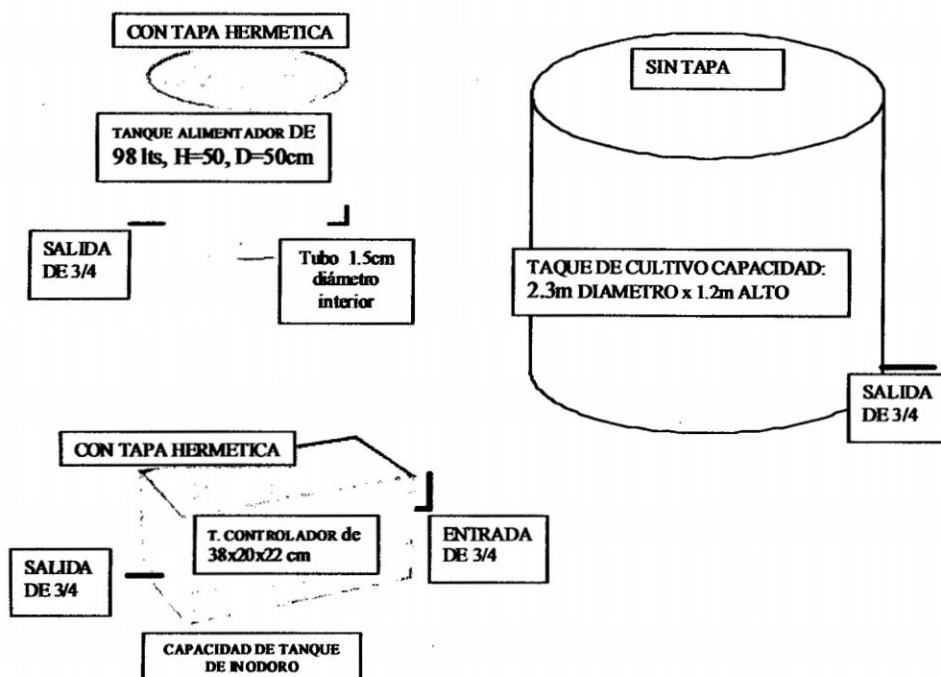 CON TAPA HERMETICA
TANQUE ALIMENTADOR DE
98 lts, H=50, D=50cm
SALIDA
DE 3/4
Tubo 1.5cm
diámetro
interior
SIN TAPA
TAQUE DE CULTIVO CAPACIDAD:
2.3m DIAMETRO x 1.2m ALTO
SALIDA
DE 3/4
CON TAPA HERMETICA
T. CONTROLADOR de
38x20x22 cm
ENTRADA
DE 3/4
SALIDA
DE 3/4
CAPACIDAD DE TANQUE
DE INODORO